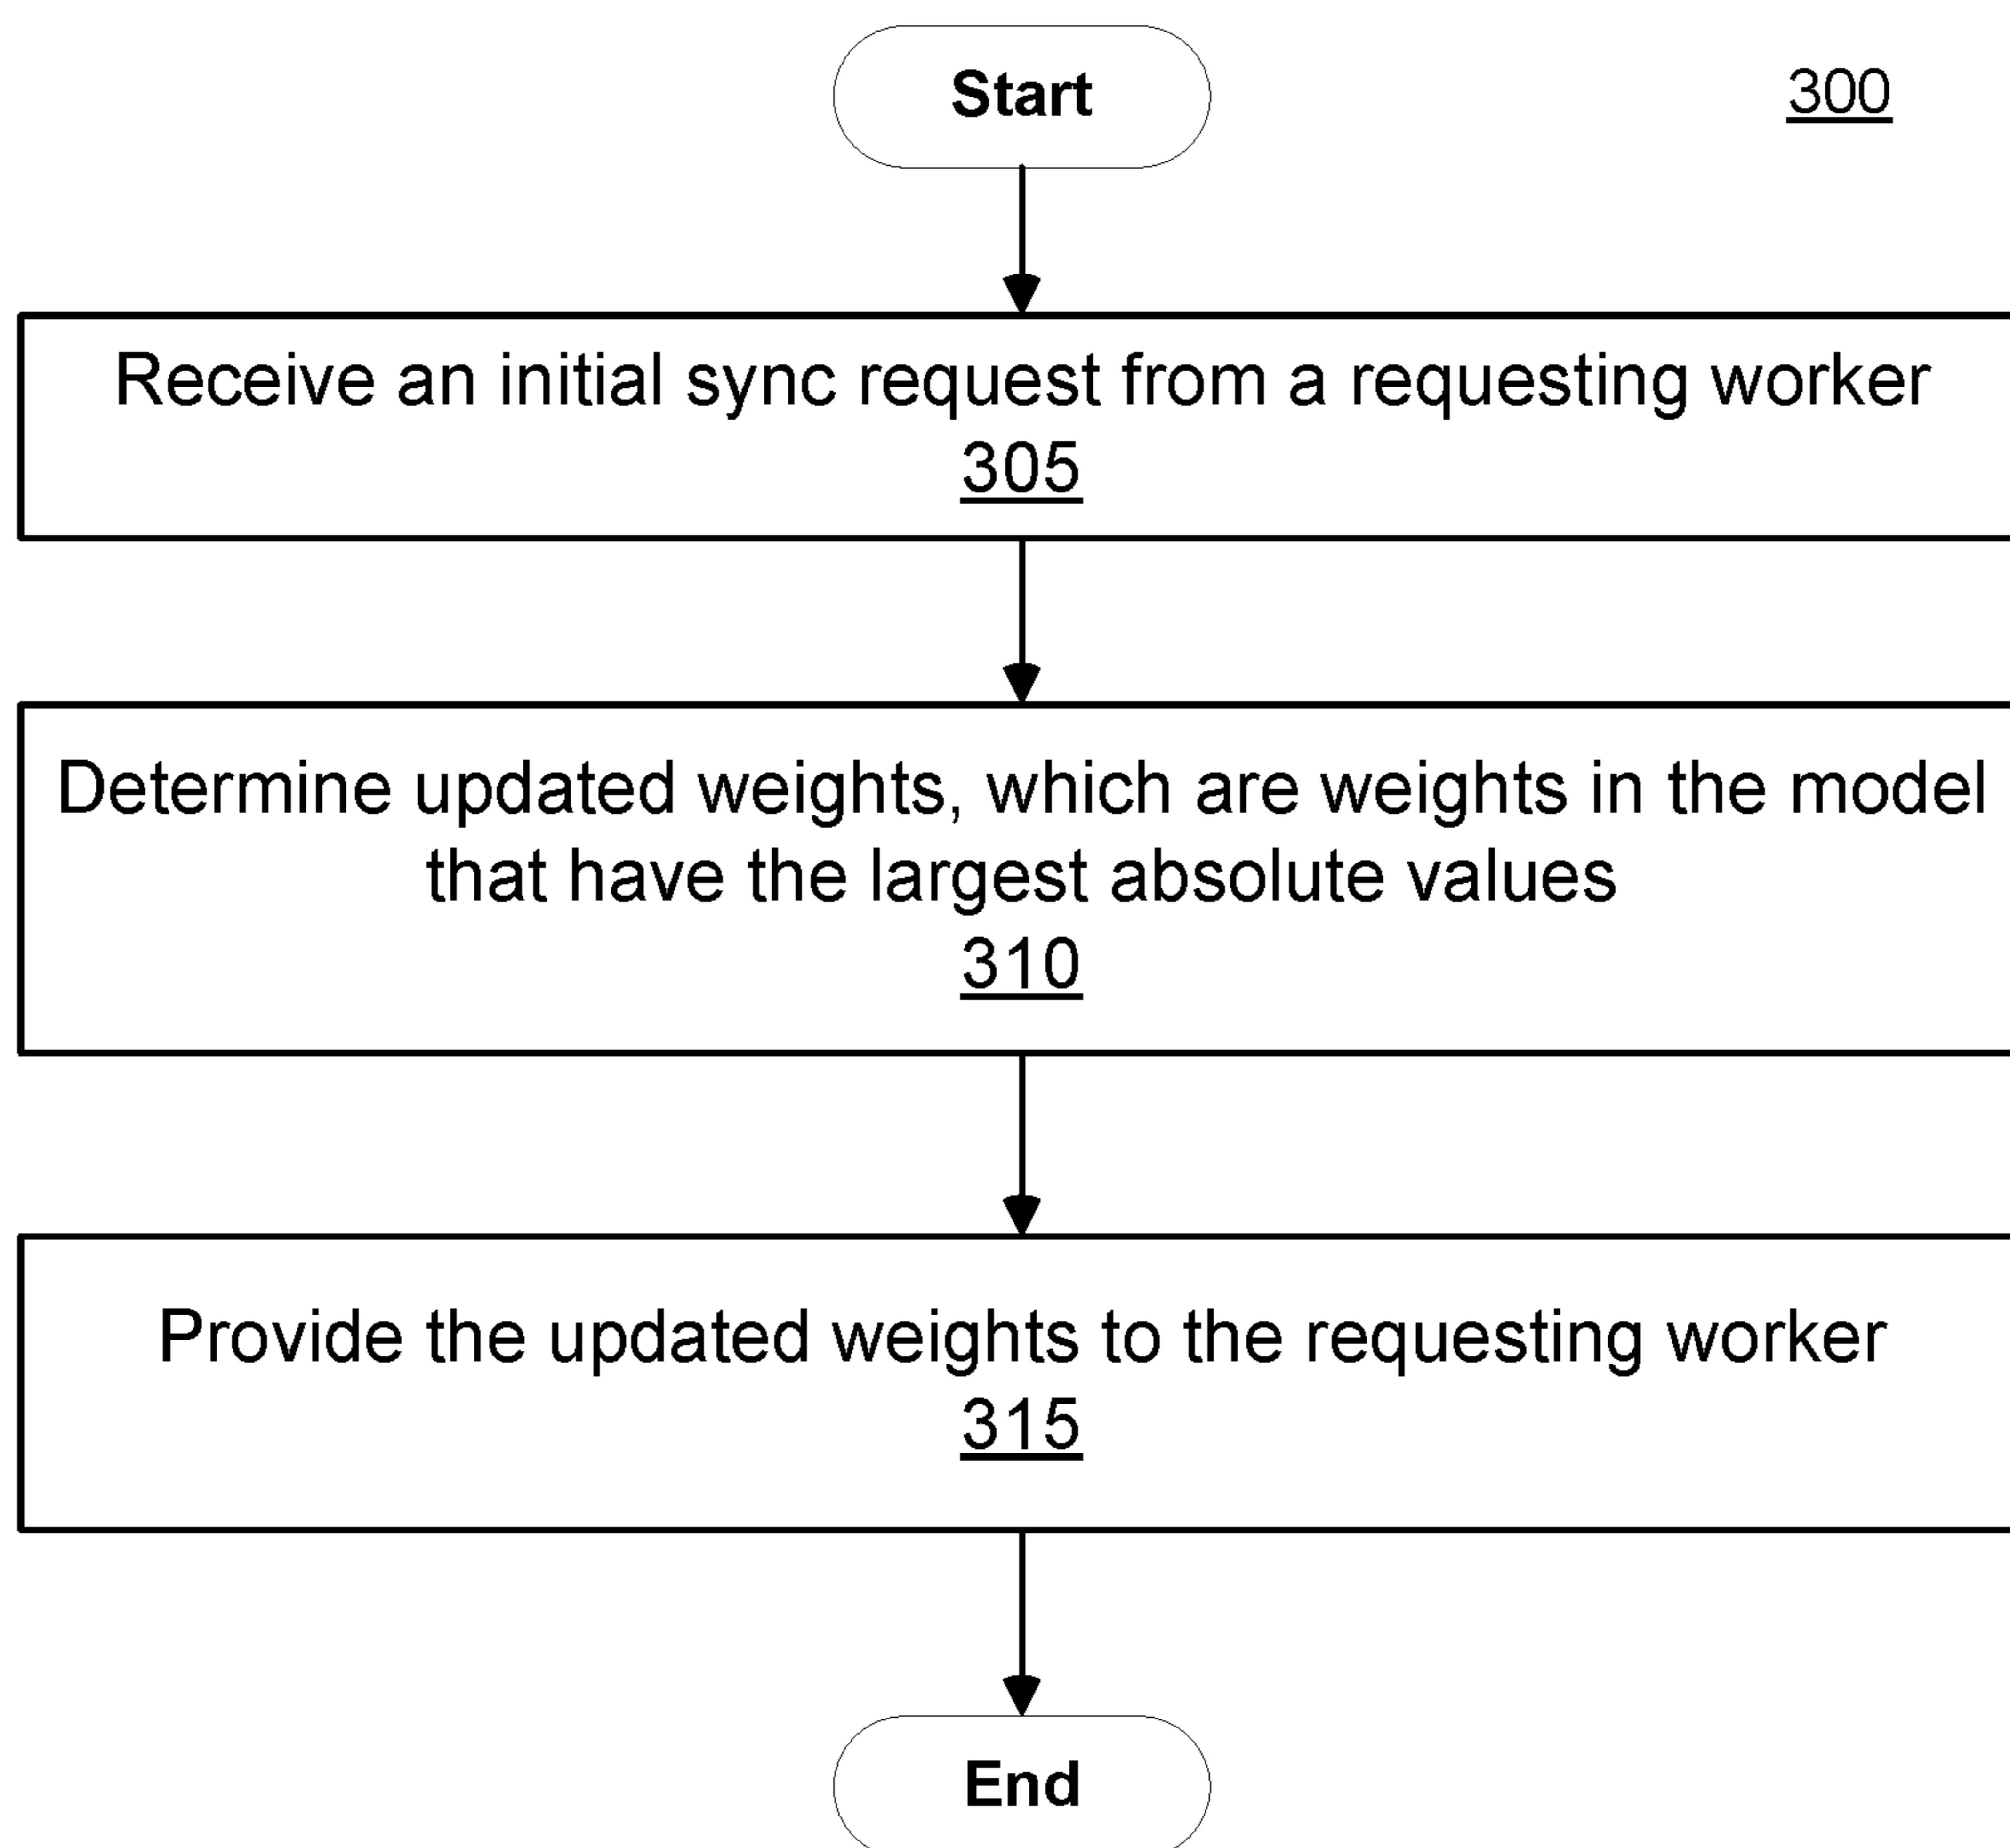 Start
300
Receive an initial sync request from a requesting worker
305
Determine updated weights, which are weights in the model
that have the largest absolute values
310
Provide the updated weights to the requesting worker
315
End